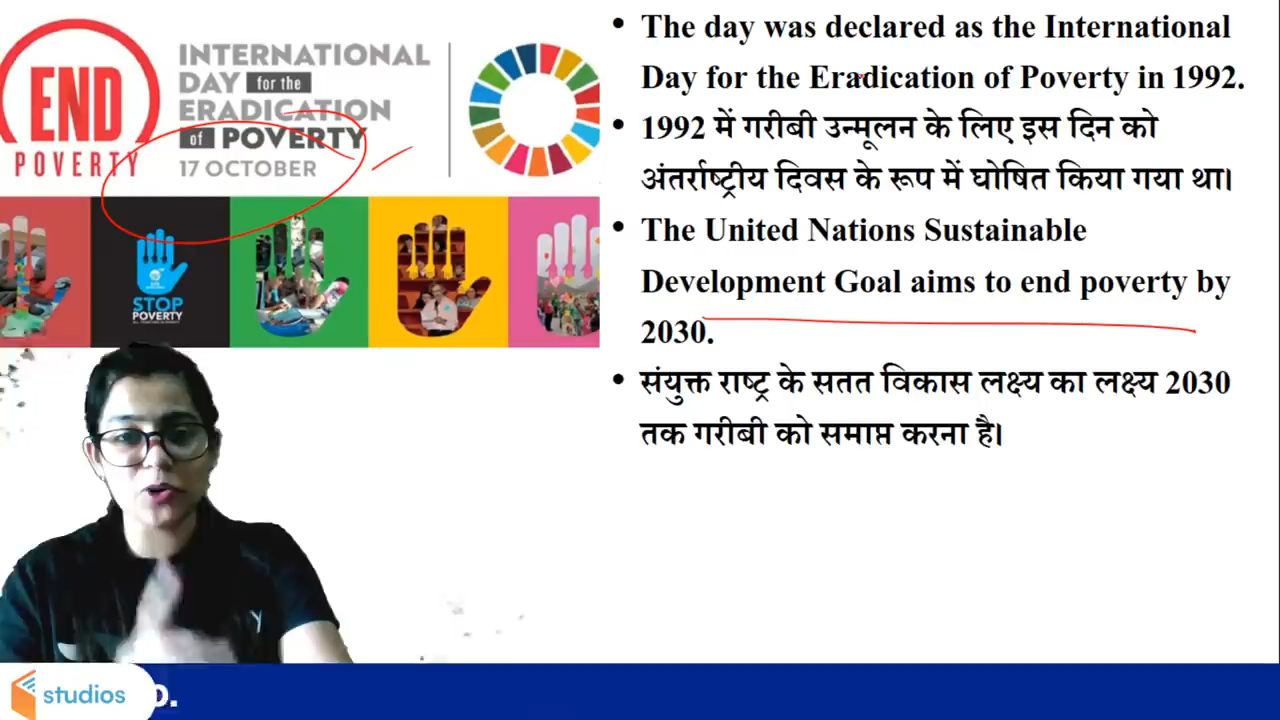 END
POVERTY
INTERNATIONAL
DAY for the
ERADICATION
of POVERTY
17 OCTOBER
STOP
POVERTY
• The day was declared as the International
Day for the Eradication of Poverty in 1992.
• 1992 में गरीबी उन्मूलन के लिए इस दिन को
अंतर्राष्ट्रीय दिवस के रूप में घोषित किया गया था।
• The United Nations Sustainable
Development Goal aims to end poverty by
2030.
• संयुक्त राष्ट्र के सतत विकास लक्ष्य का लक्ष्य 2030
तक गरीबी को समाप्त करना है।
studios